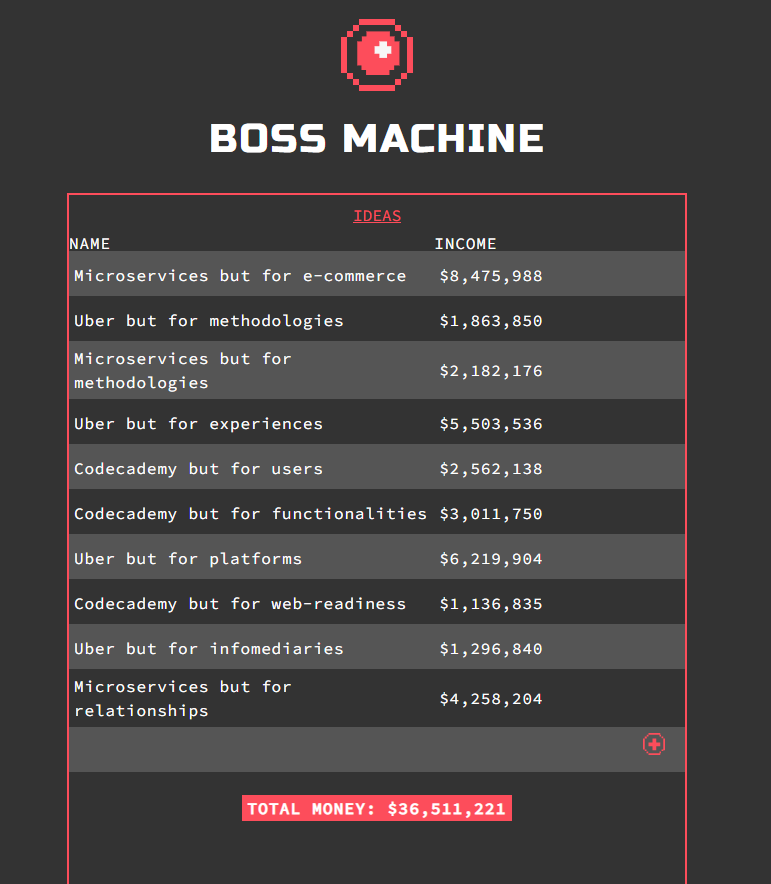 BOSS MACHINE
IDEAS
NAME INCOME
Microservices but for e-commerce $8,475,988
Uber but for methodologies $1,863,850
Microservices but for
methodologies $2,182,176
Uber but for experiences $5,503,536
Codecademy but for users $2,562,138
Codecademy but for functionalities $3,011,750
Uber but for platforms $6,219,904
Codecademy but for web-readiness $1,136,835
Uber but for infomediaries $1,296,840
Microservices but for
relationships $4,258,204
TOTAL MONEY: $36,511,221